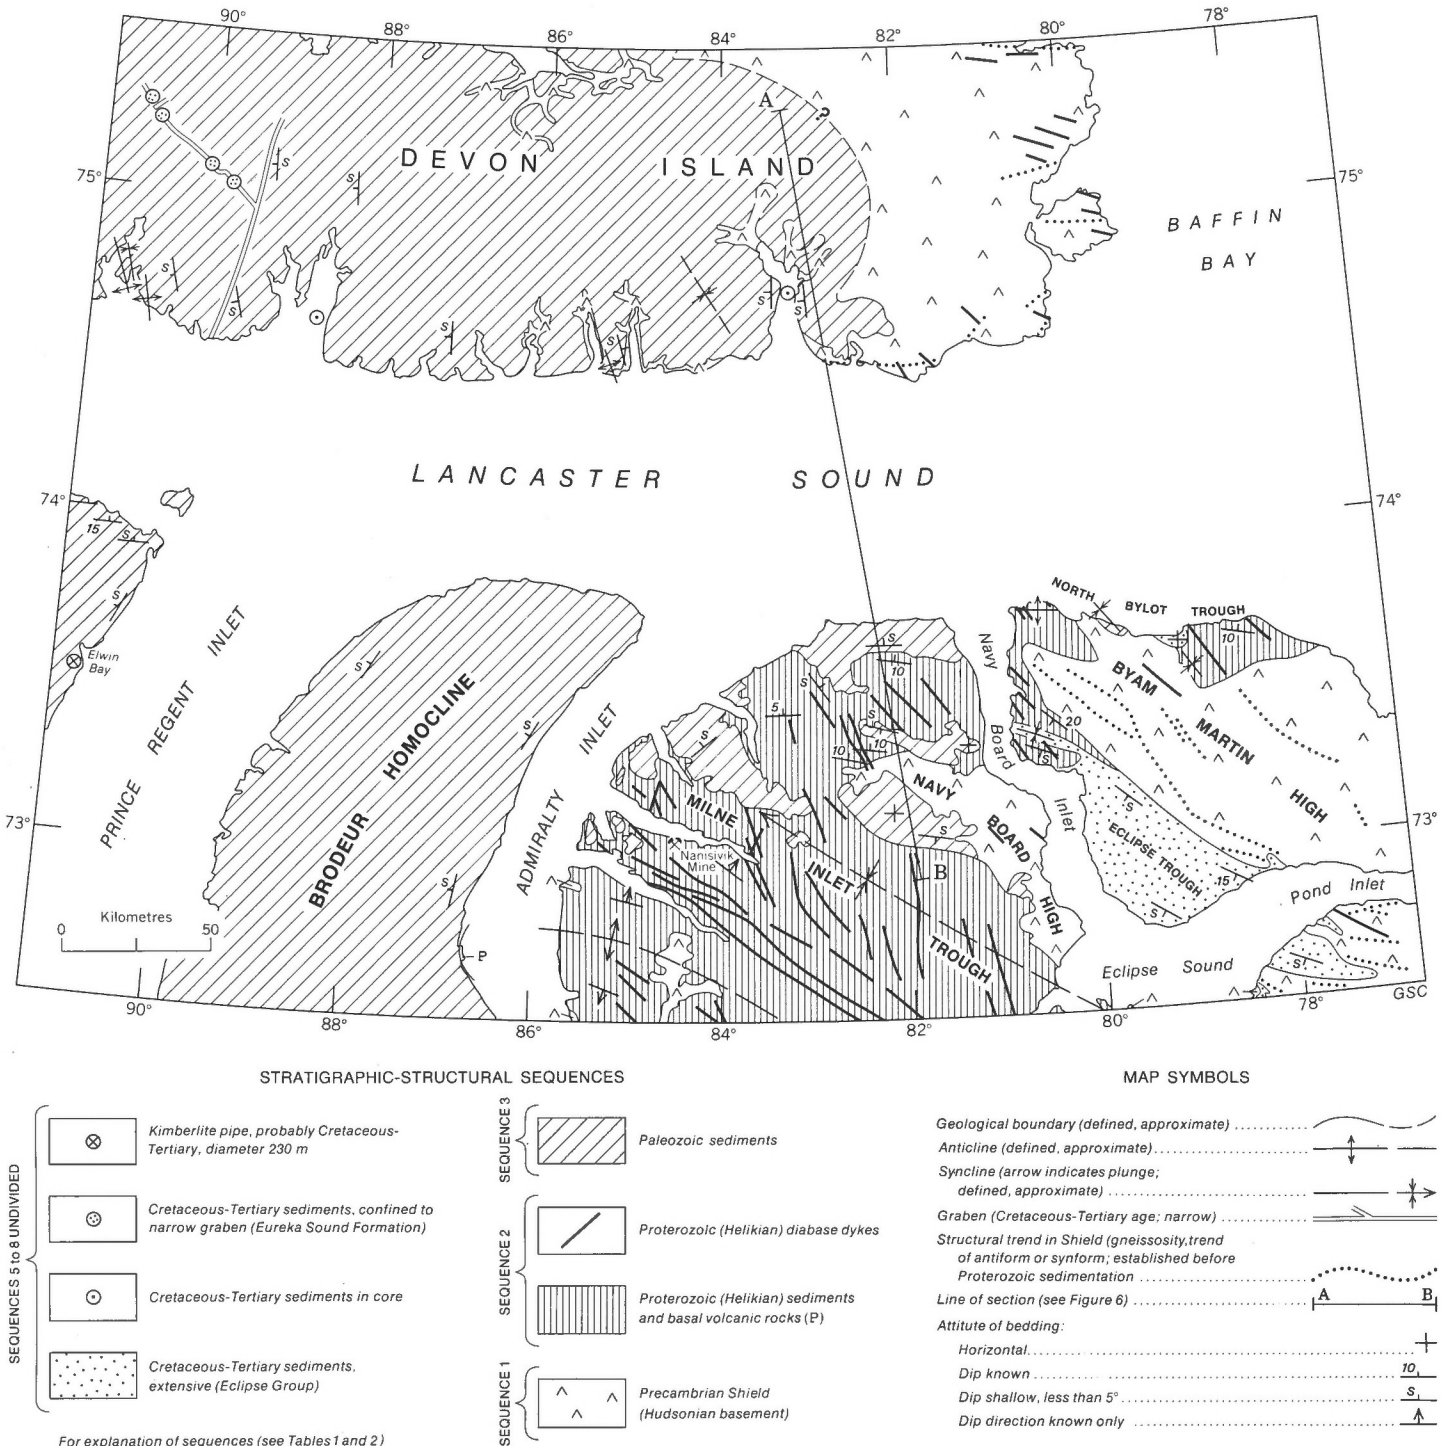 90°
88°
86°
84°
82°
80°
78°
A
?
DEVON ISLAND
75°
75°
BAFFIN
BAY
s
s
s
s
s
s
s
s
LANCASTER SOUND
74°
74°
15
s
s
Elwin
Bay
PRINCE REGENT INLET
BRODEUR HOMOCLINE
s
s
s
ADMIRALTY INLET
NORTH BYLOT TROUGH
10
Navy Board Inlet
BYAM MARTIN HIGH
s
10
s
5
s
s
10
10
20
s
NAVY BOARD HIGH
s
MILNE INLET TROUGH
Nanisivik
Mine
B
ECLIPSE TROUGH
s
15
s
Pond Inlet
Eclipse Sound
s
73°
73°
Kilometres
0 50
P
GSC
90°
88°
86°
84°
82°
80°
78°
STRATIGRAPHIC-STRUCTURAL SEQUENCES
SEQUENCES 5 to 8 UNDIVIDED
Kimberlite pipe, probably Cretaceous-
Tertiary, diameter 230 m
Cretaceous-Tertiary sediments, confined to
narrow graben (Eureka Sound Formation)
Cretaceous-Tertiary sediments in core
Cretaceous-Tertiary sediments,
extensive (Eclipse Group)
For explanation of sequences (see Tables 1 and 2)
SEQUENCE 3
Paleozoic sediments
SEQUENCE 2
Proterozoic (Helikian) diabase dykes
Proterozoic (Helikian) sediments
and basal volcanic rocks (P)
SEQUENCE 1
Precambrian Shield
(Hudsonian basement)
MAP SYMBOLS
Geological boundary (defined, approximate)
Anticline (defined, approximate)
Syncline (arrow indicates plunge;
defined, approximate)
Graben (Cretaceous-Tertiary age; narrow)
Structural trend in Shield (gneissosity, trend
of antiform or synform; established before
Proterozoic sedimentation
Line of section (see Figure 6) A B
Attitude of bedding:
Horizontal
Dip known 10
Dip shallow, less than 5° s
Dip direction known only